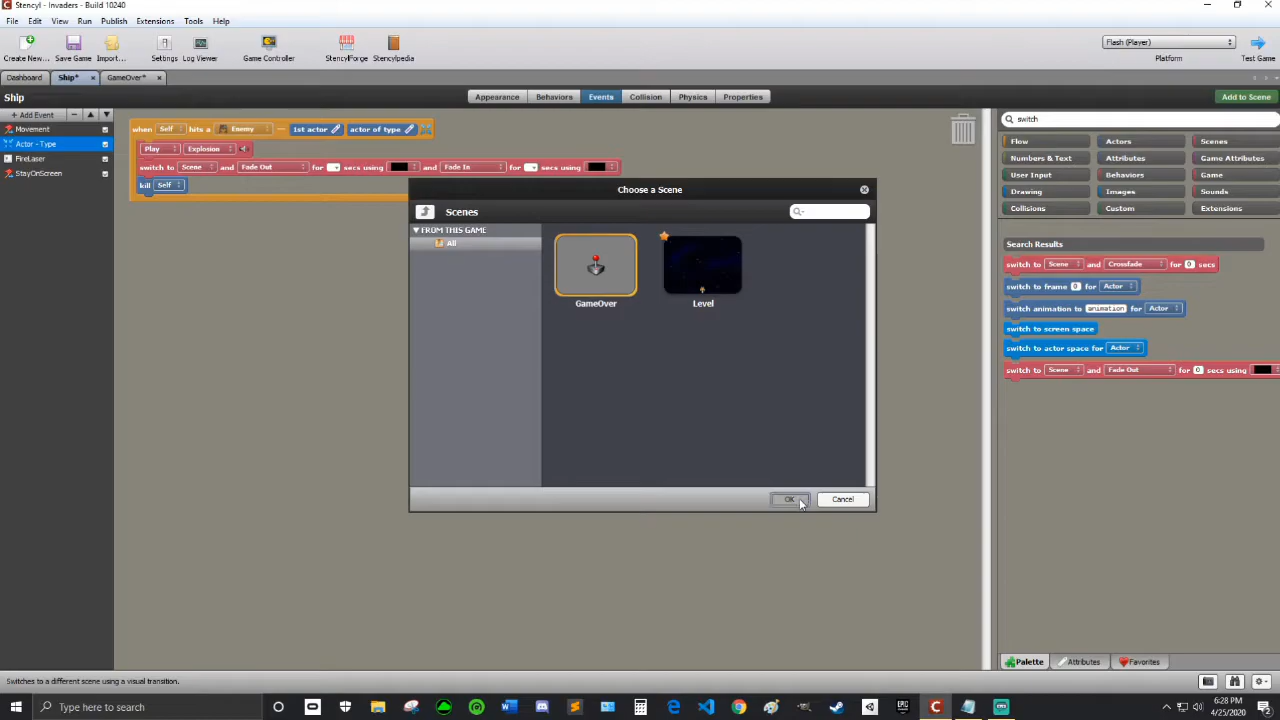 Stencyl - Invaders - Build 10240
File Edit View Run Publish Extensions Tools Help
Create New... Save Game Import... Settings Log Viewer Game Controller StencylForge Stencylpedia
Flash (Player)
Platform Test Game
Dashboard Ship* × GameOver* ×
Ship Appearance Behaviors Events Collision Physics Properties Add to Scene
+ Add Event
Movement
Actor - Type
FireLaser
StayOnScreen
when Self hits a Enemy — 1st actor actor of type
Play Explosion
switch to Scene and Fade Out for secs using and Fade In for secs using
kill Self
Choose a Scene
Scenes
FROM THIS GAME
All
GameOver Level
OK Cancel
switch
Flow Actors Scenes
Numbers & Text Attributes Game Attributes
User Input Behaviors Game
Drawing Images Sounds
Collisions Custom Extensions
Search Results
switch to Scene and Crossfade for 0 secs
switch to frame 0 for Actor
switch animation to animation for Actor
switch to screen space
switch to actor space for Actor
switch to Scene and Fade Out for 0 secs using
Palette Attributes Favorites
Switches to a different scene using a visual transition.
Type here to search
6:28 PM
4/25/2020